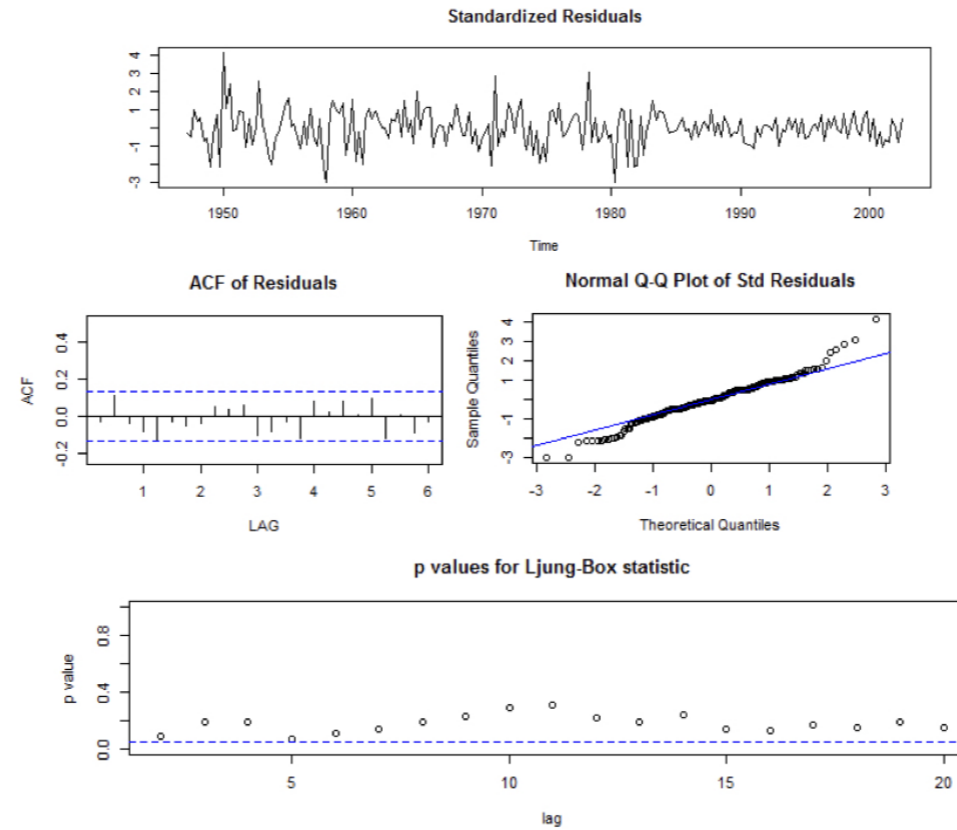 Standardized Residuals
4
3
1
-1
-3
1950 1960 1970 1980 1990 2000
Time
ACF of Residuals
ACF
0.4
0.2
0.0
-0.2
1 2 3 4 5 6
LAG
Normal Q-Q Plot of Std Residuals
Sample Quantiles
4
3
1
-1
-3
-3 -2 -1 0 1 2 3
Theoretical Quantiles
p values for Ljung-Box statistic
p value
0.8
0.4
0.0
5 10 15 20
lag